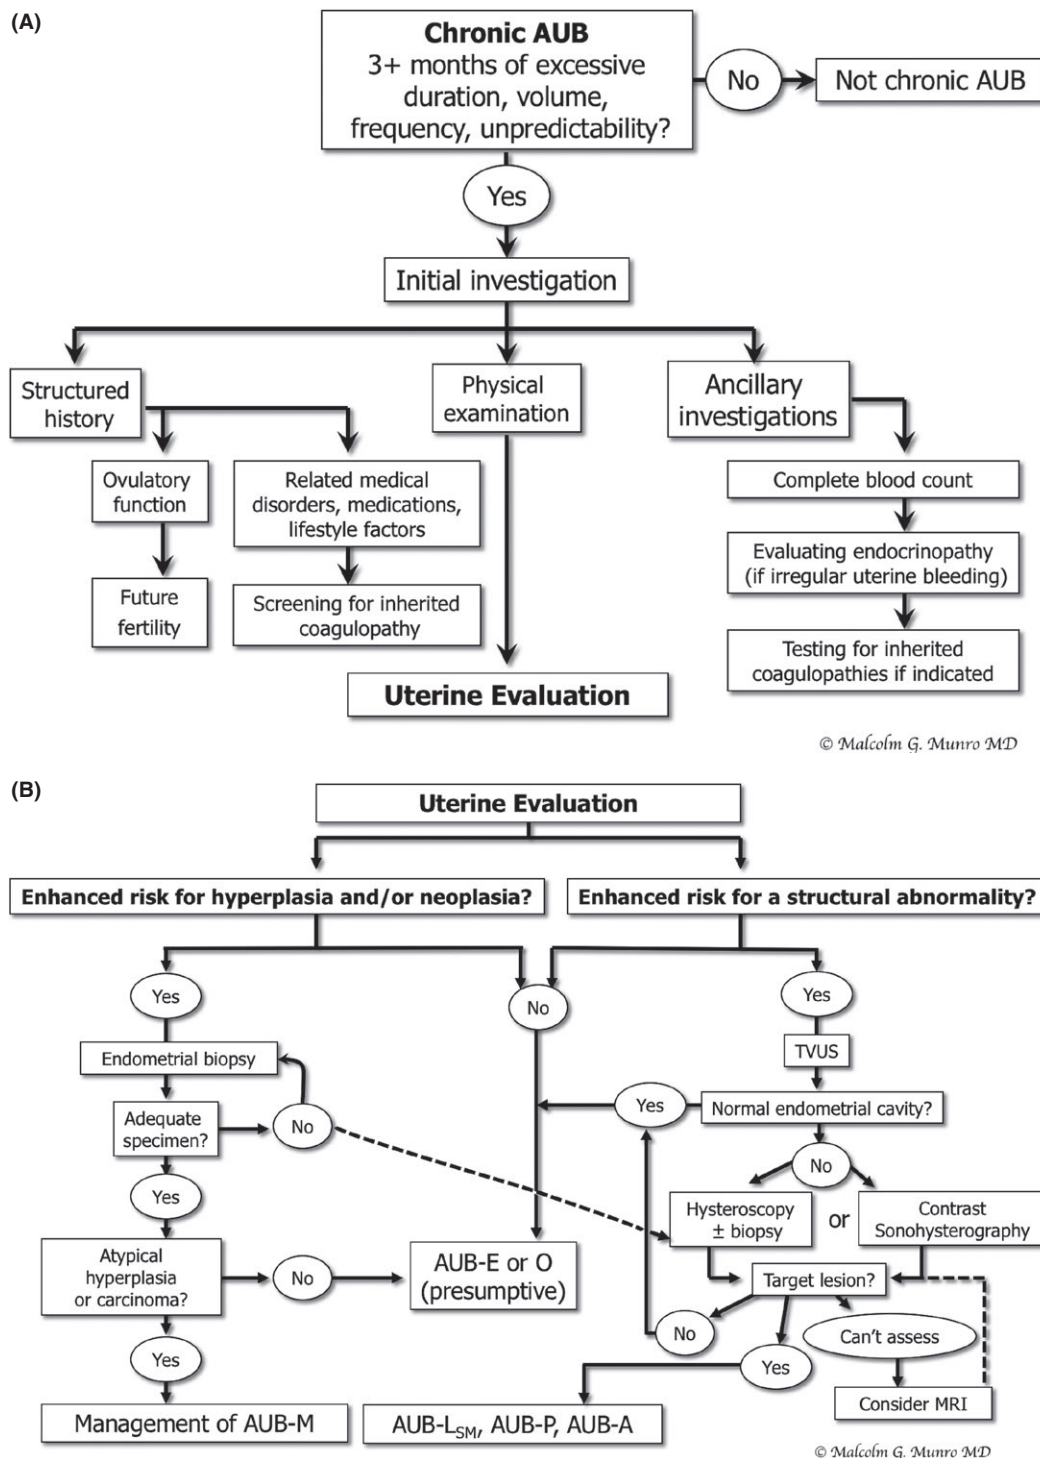 (A)
Chronic AUB
3+ months of excessive
duration, volume,
frequency, unpredictability?
No
Not chronic AUB
Yes
Initial investigation
Structured
history
Physical
examination
Ancillary
investigations
Ovulatory
function
Related medical
disorders, medications,
lifestyle factors
Complete blood count
Evaluating endocrinopathy
(if irregular uterine bleeding)
Future
fertility
Screening for inherited
coagulopathy
Testing for inherited
coagulopathies if indicated
Uterine Evaluation
© Malcolm G. Munro MD
(B)
Uterine Evaluation
Enhanced risk for hyperplasia and/or neoplasia?
Enhanced risk for a structural abnormality?
Yes
No
Yes
Endometrial biopsy
TVUS
Adequate
specimen?
No
Yes
Normal endometrial cavity?
No
Yes
Hysteroscopy
± biopsy
or
Contrast
Sonohysterography
Atypical
hyperplasia
or carcinoma?
No
AUB-E or O
(presumptive)
Target lesion?
No
Can't assess
Yes
Yes
Consider MRI
Management of AUB-M
AUB-LSM, AUB-P, AUB-A
© Malcolm G. Munro MD